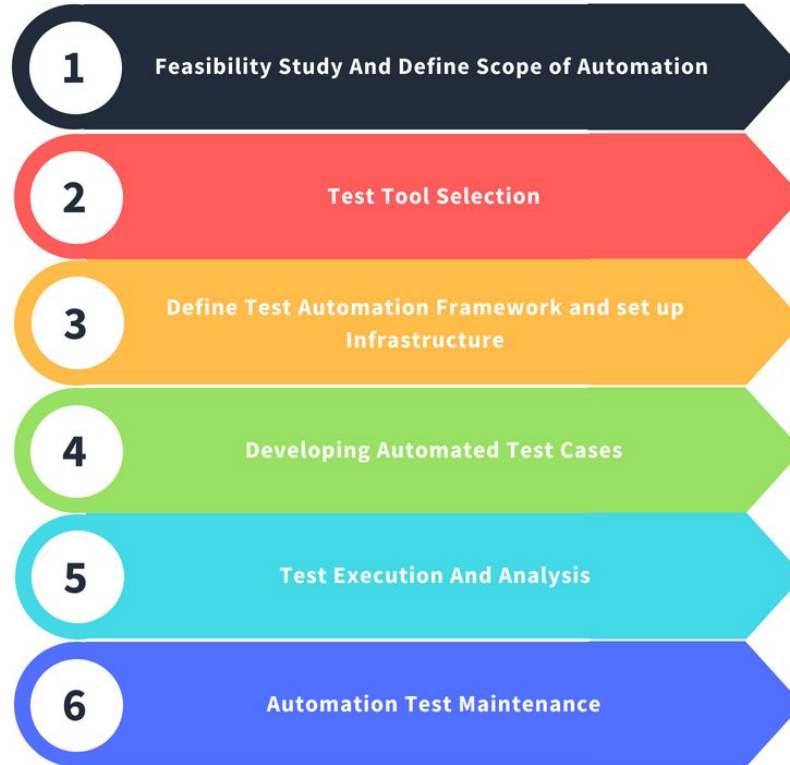 1
Feasibility Study And Define Scope of Automation
2
Test Tool Selection
3
Define Test Automation Framework and set up
Infrastructure
4
Developing Automated Test Cases
5
Test Execution And Analysis
6
Automation Test Maintenance